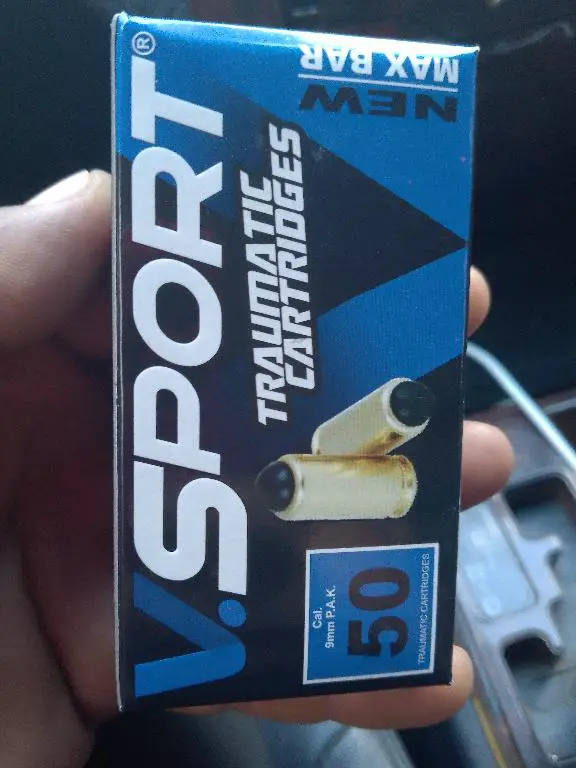 V.SPORT®
TRAUMATIC
CARTRIDGES
NEW
MAX BAR
Cal.
9mm P.A.K.
50
TRAUMATIC CARTRIDGES